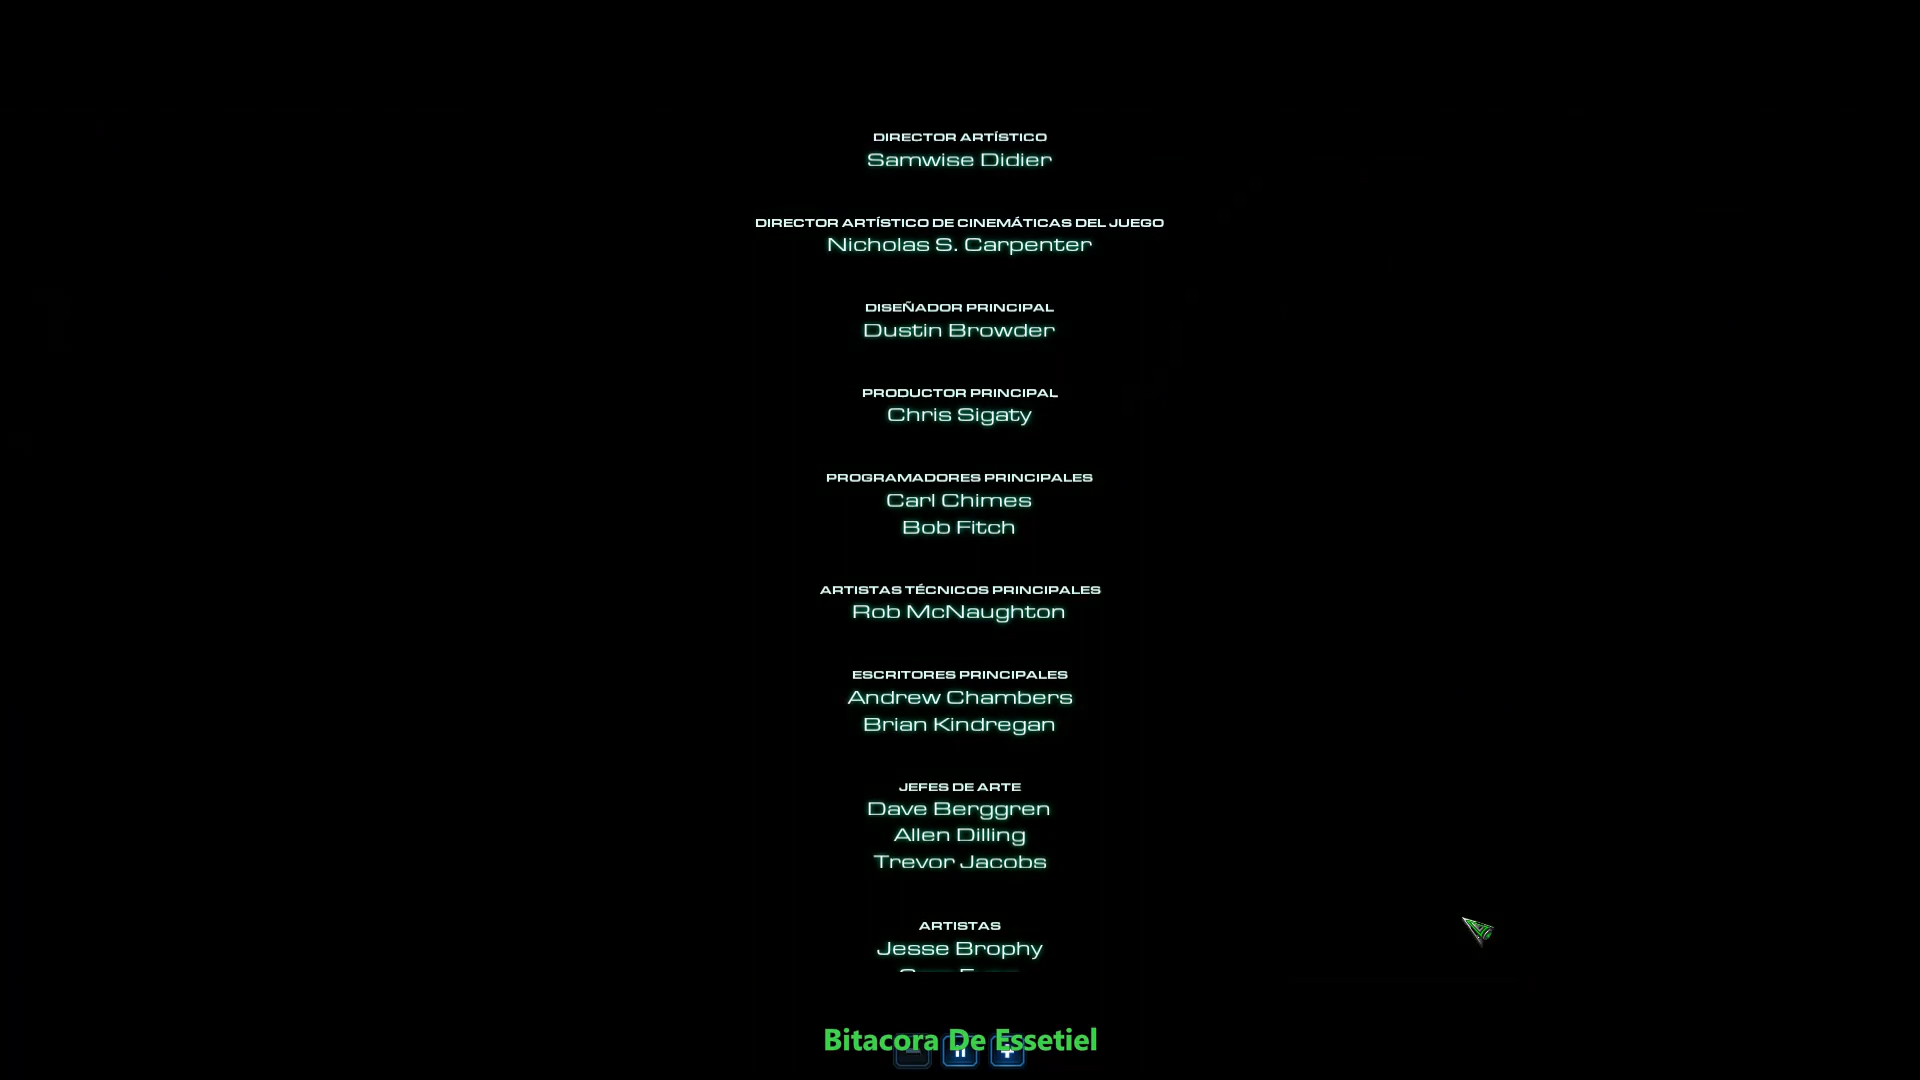 DIRECTOR ARTÍSTICO
Samwise Didier
DIRECTOR ARTÍSTICO DE CINEMÁTICAS DEL JUEGO
Nicholas S. Carpenter
DISEÑADOR PRINCIPAL
Dustin Browder
PRODUCTOR PRINCIPAL
Chris Sigaty
PROGRAMADORES PRINCIPALES
Carl Chimes
Bob Fitch
ARTISTAS TÉCNICOS PRINCIPALES
Rob McNaughton
ESCRITORES PRINCIPALES
Andrew Chambers
Brian Kindregan
JEFES DE ARTE
Dave Berggren
Allen Dilling
Trevor Jacobs
ARTISTAS
Jesse Brophy
Bitacora De Essetiel